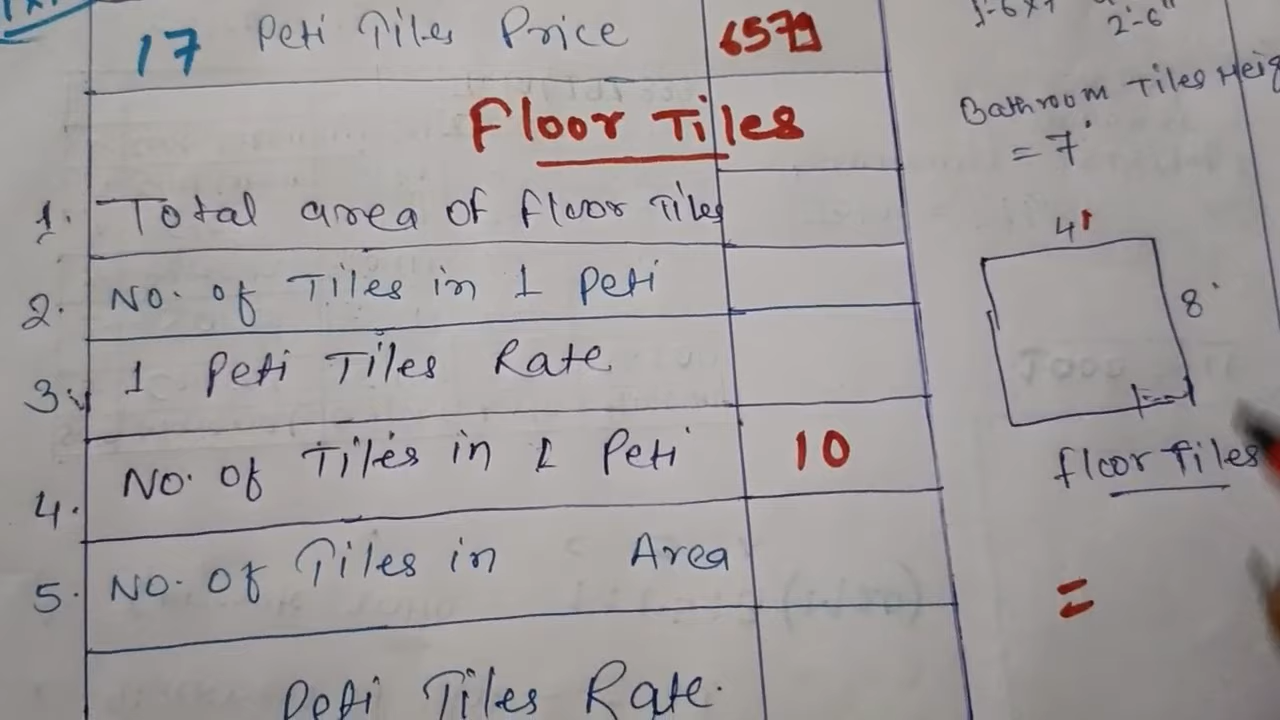 17 Peti Tiles Price 6579
Floor Tiles
1. Total area of floor Tiles
2. No. of Tiles in 1 Peti
3. 1 Peti Tiles Rate
4. No. of Tiles in 1 Peti 10
5. No. of Tiles in Area
Peti Tiles Rate.
2'-6"
Bathroom Tiles Heig
= 7'
4'
8'
floor Tiles
=